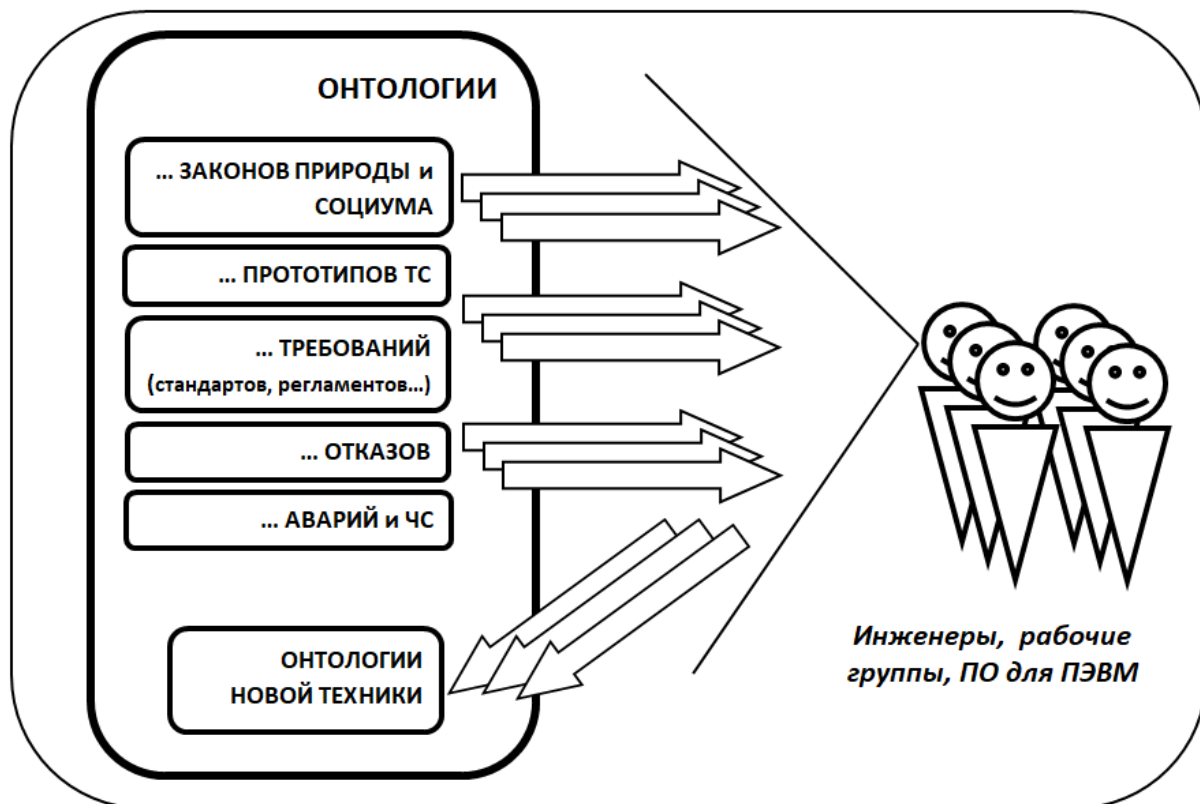 ОНТОЛОГИИ
... ЗАКОНОВ ПРИРОДЫ и
СОЦИУМА
... ПРОТОТИПОВ ТС
... ТРЕБОВАНИЙ
(стандартов, регламентов...)
... ОТКАЗОВ
... АВАРИЙ и ЧС
ОНТОЛОГИИ
НОВОЙ ТЕХНИКИ
Инженеры, рабочие
группы, ПО для ПЭВМ